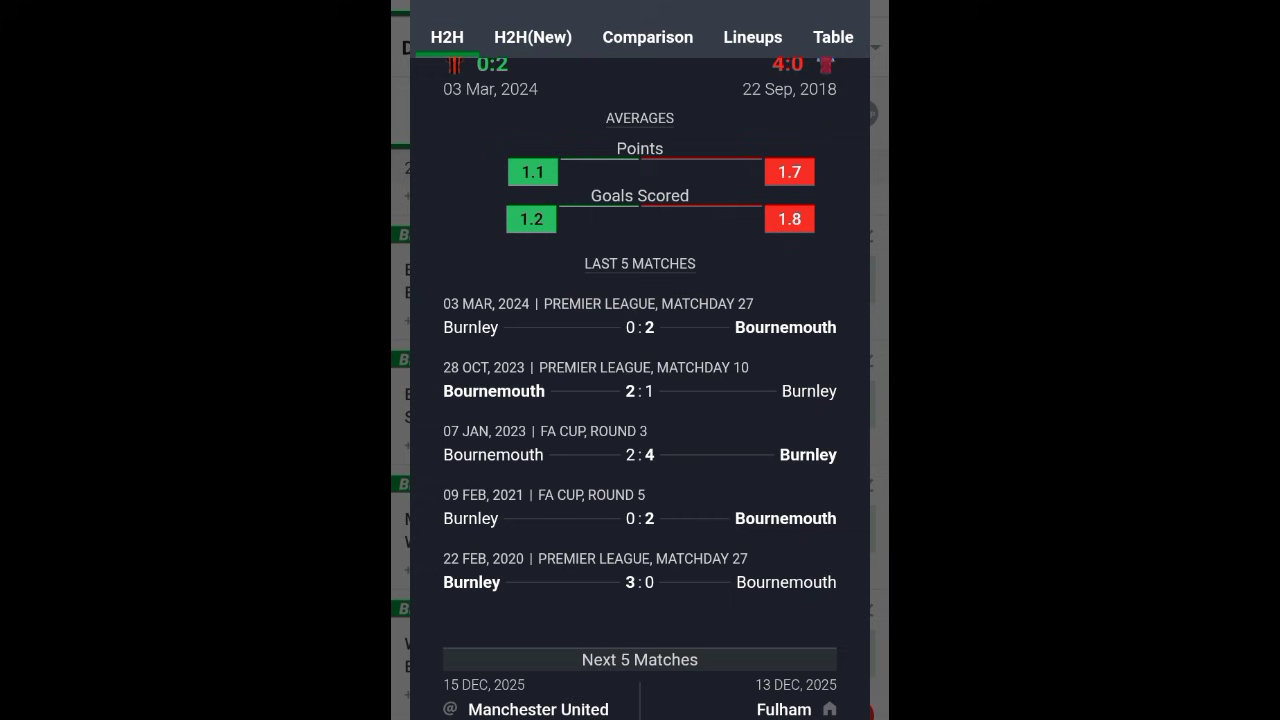 H2H H2H(New) Comparison Lineups Table
0:2 4:0
03 Mar, 2024 22 Sep, 2018
AVERAGES
Points
1.1 1.7
Goals Scored
1.2 1.8
LAST 5 MATCHES
03 MAR, 2024 | PREMIER LEAGUE, MATCHDAY 27
Burnley 0 : 2 Bournemouth
28 OCT, 2023 | PREMIER LEAGUE, MATCHDAY 10
Bournemouth 2 : 1 Burnley
07 JAN, 2023 | FA CUP, ROUND 3
Bournemouth 2 : 4 Burnley
09 FEB, 2021 | FA CUP, ROUND 5
Burnley 0 : 2 Bournemouth
22 FEB, 2020 | PREMIER LEAGUE, MATCHDAY 27
Burnley 3 : 0 Bournemouth
Next 5 Matches
15 DEC, 2025 13 DEC, 2025
@ Manchester United Fulham